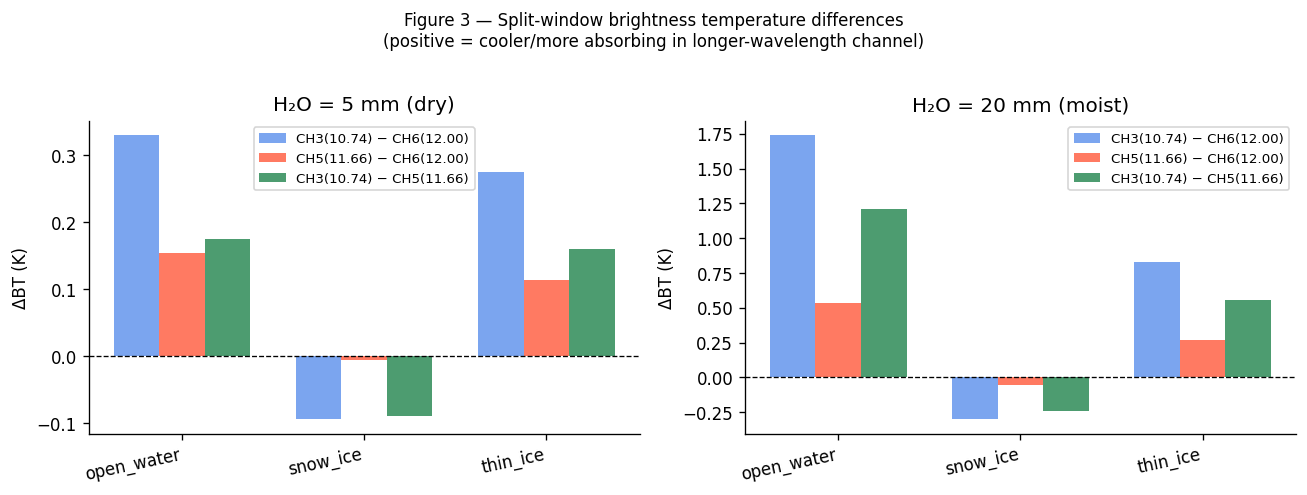 Figure 3 — Split-window brightness temperature differences
(positive = cooler/more absorbing in longer-wavelength channel)
H₂O = 5 mm (dry)
CH3(10.74) − CH6(12.00)
CH5(11.66) − CH6(12.00)
CH3(10.74) − CH5(11.66)
ΔBT (K)
0.3
0.2
0.1
0.0
−0.1
open_water
snow_ice
thin_ice
H₂O = 20 mm (moist)
CH3(10.74) − CH6(12.00)
CH5(11.66) − CH6(12.00)
CH3(10.74) − CH5(11.66)
ΔBT (K)
1.75
1.50
1.25
1.00
0.75
0.50
0.25
0.00
−0.25
open_water
snow_ice
thin_ice